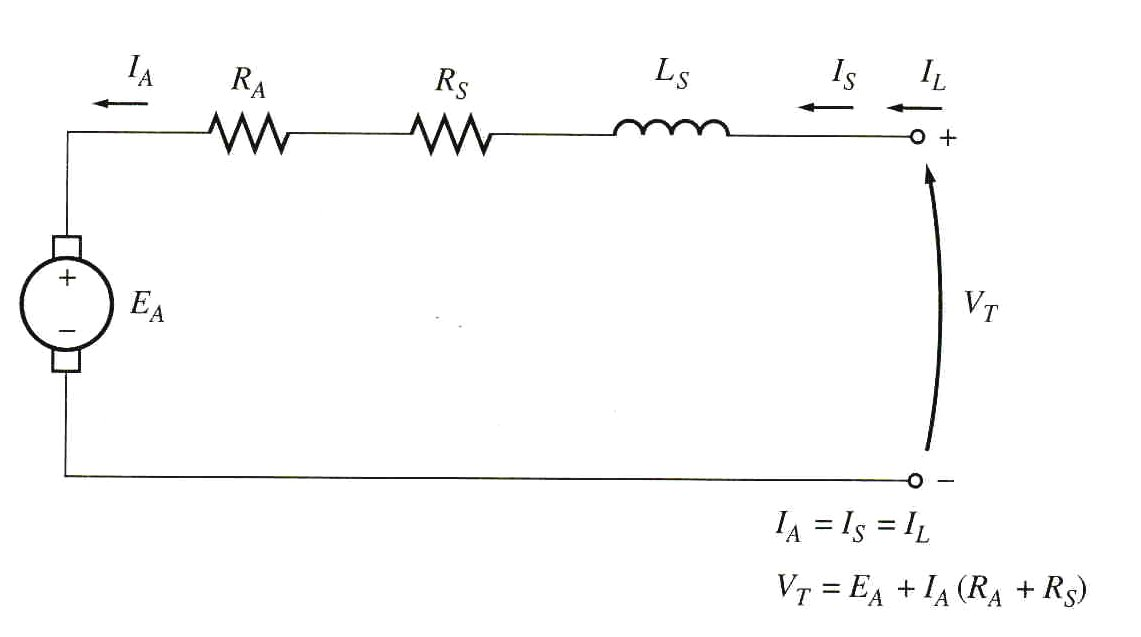 I_A R_A R_S L_S I_S I_L
+
+
E_A
−
V_T
−
I_A = I_S = I_L
V_T = E_A + I_A (R_A + R_S)